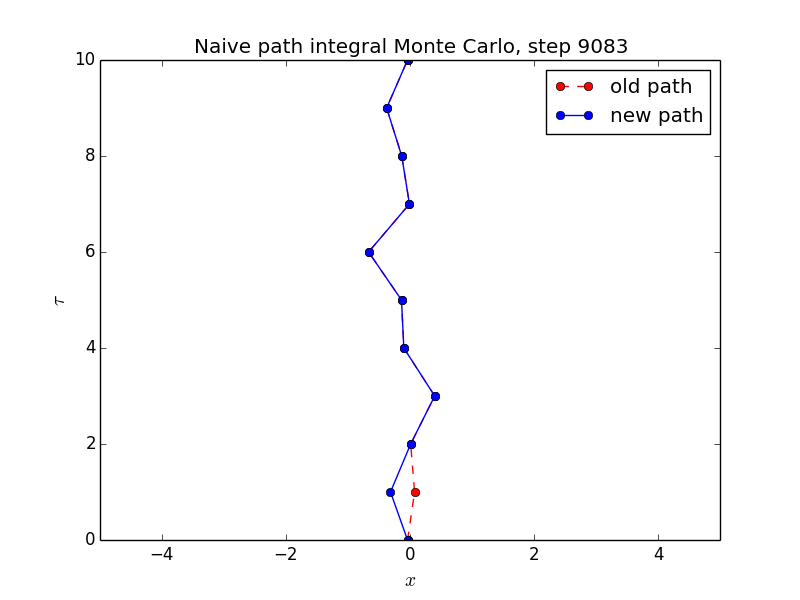 Naive path integral Monte Carlo, step 9083
old path
new path
10
8
6
4
2
0
τ
−4 −2 0 2 4
x